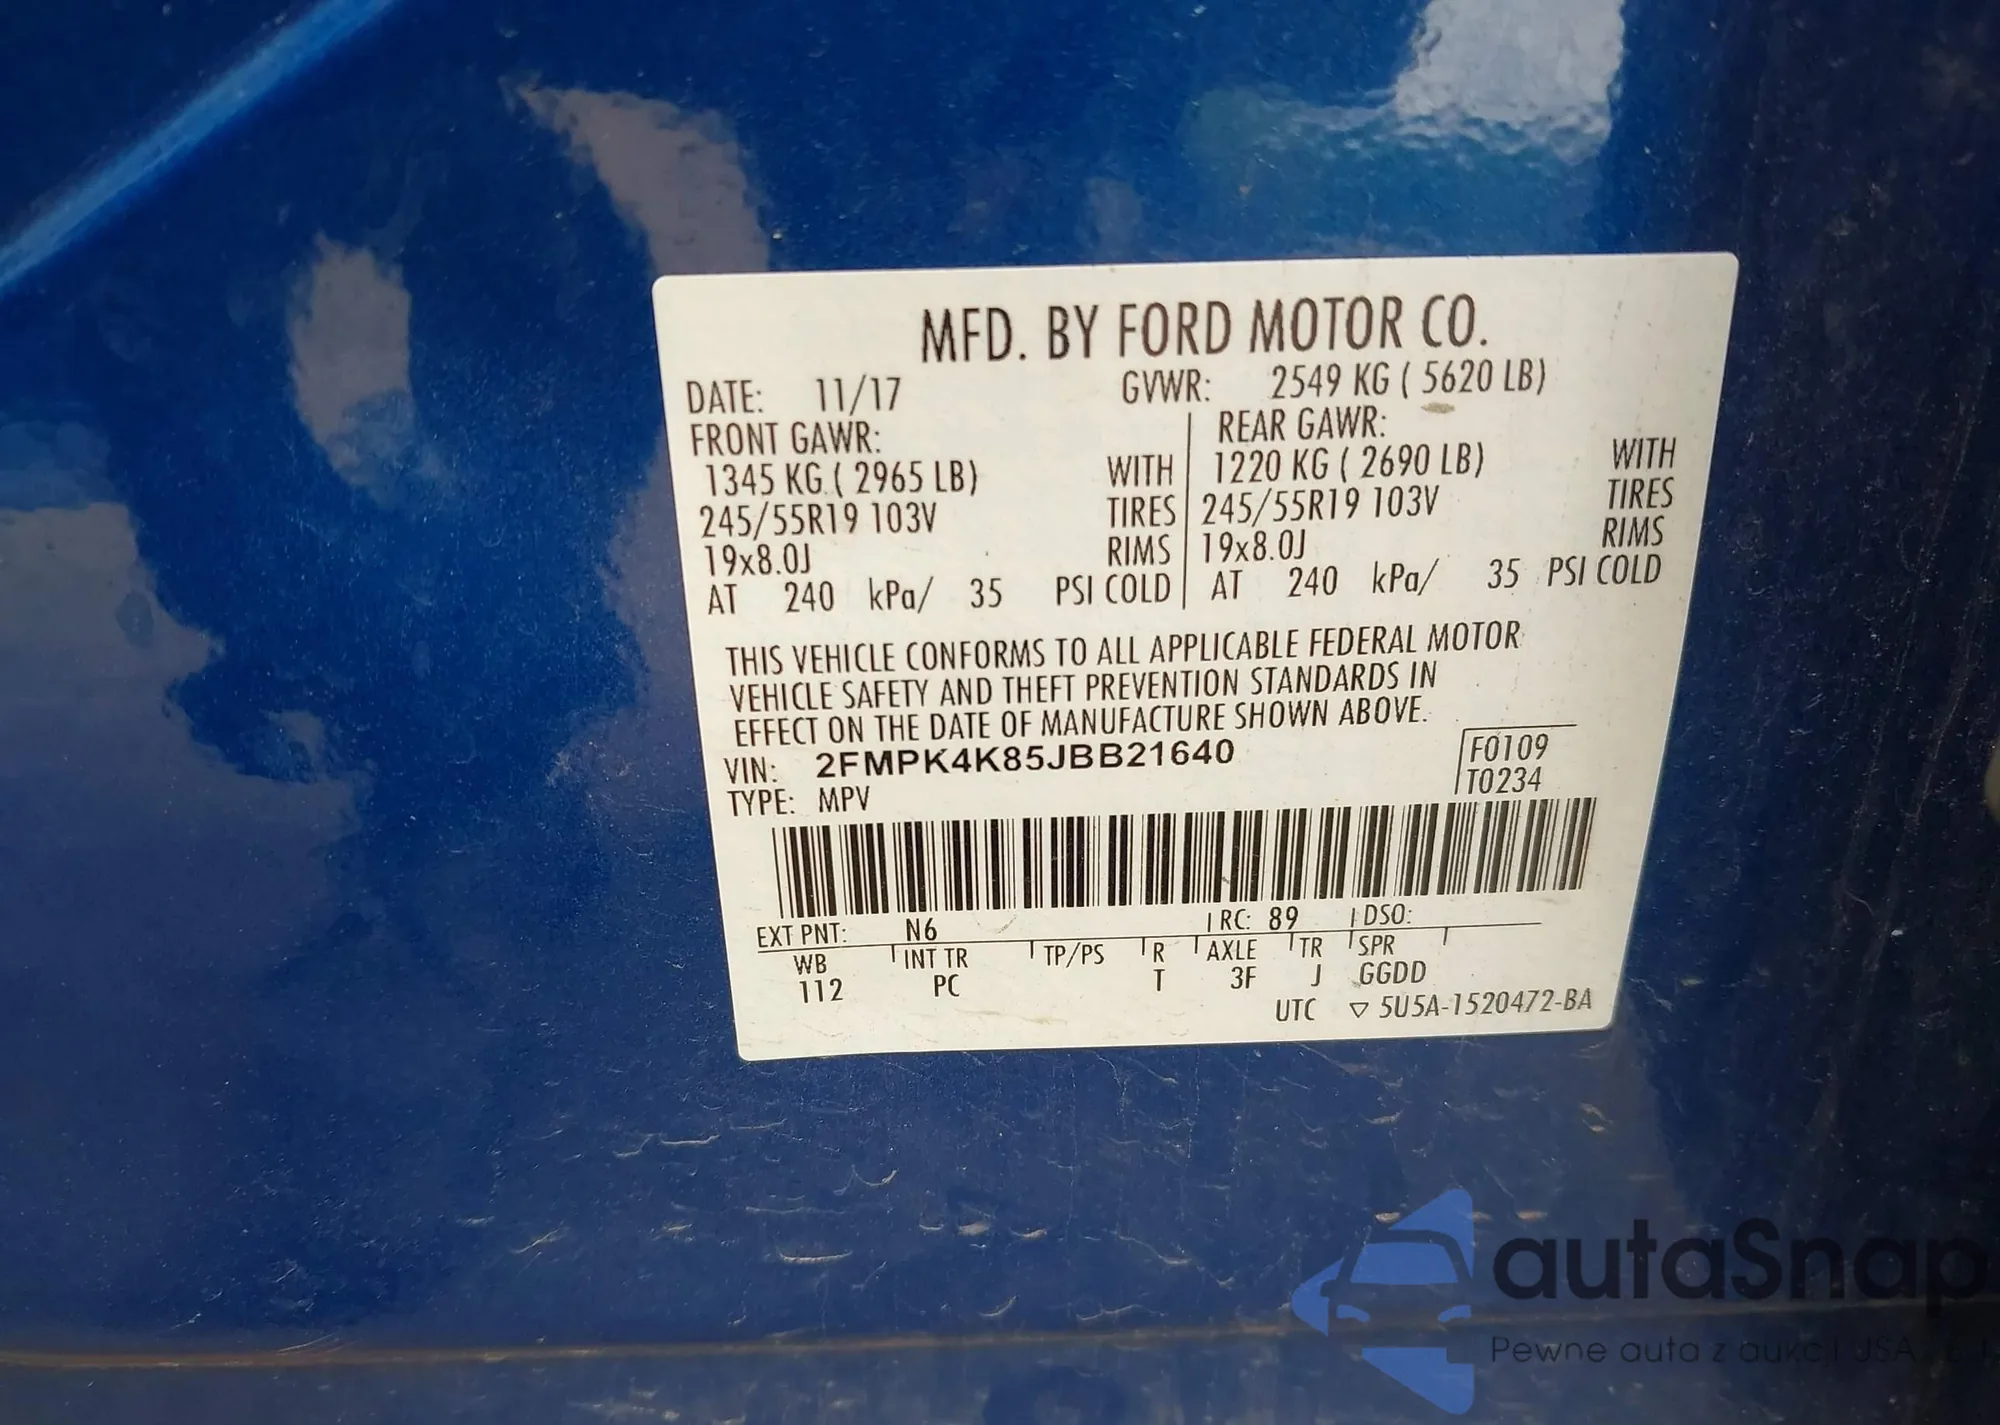 MFD. BY FORD MOTOR CO.
DATE: 11/17 GVWR: 2549 KG ( 5620 LB)
FRONT GAWR: REAR GAWR:
1345 KG ( 2965 LB) WITH 1220 KG ( 2690 LB) WITH
245/55R19 103V TIRES 245/55R19 103V TIRES
19x8.0J RIMS 19x8.0J RIMS
AT 240 kPa/ 35 PSI COLD AT 240 kPa/ 35 PSI COLD
THIS VEHICLE CONFORMS TO ALL APPLICABLE FEDERAL MOTOR
VEHICLE SAFETY AND THEFT PREVENTION STANDARDS IN
EFFECT ON THE DATE OF MANUFACTURE SHOWN ABOVE.
VIN: 2FMPK4K85JBB21640 F0109
TYPE: MPV T0234
EXT PNT: N6 RC: 89 DSO:
WB INT TR TP/PS R AXLE TR SPR
112 PC T 3F J GGDD
UTC ▽ 5U5A-1520472-BA
autaSnap
Pewne auta z aukcji USA z